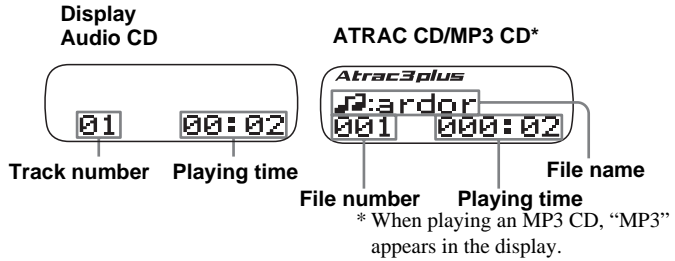 Display
Audio CD
ATRAC CD/MP3 CD*
Atrac3plus
:ardor
01 00:02
001 000:02
Track number Playing time
File name
File number Playing time
* When playing an MP3 CD, “MP3”
appears in the display.